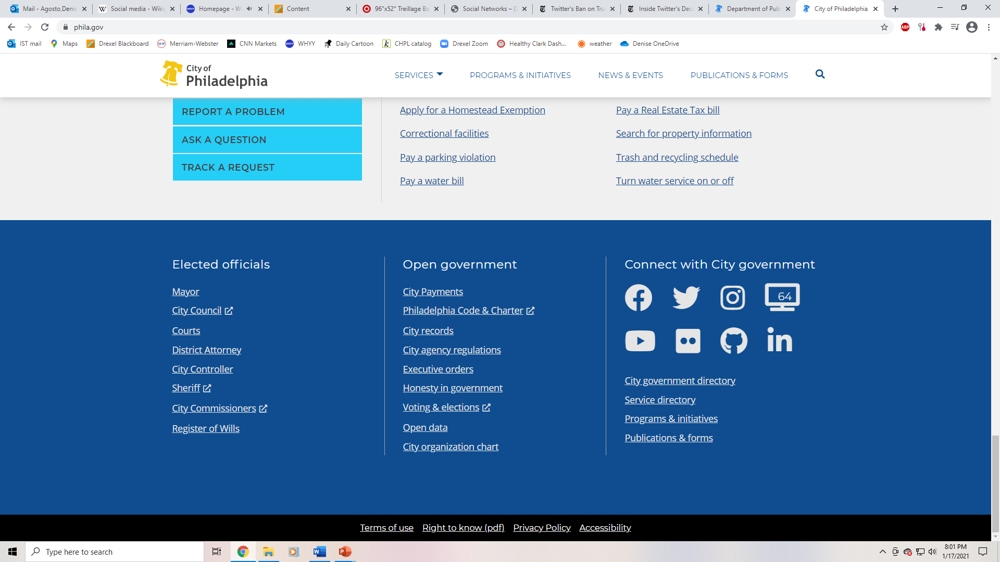 Mail - Agosto,Denis
Social media - Wikip
Homepage - W
Content
96"x52" Treillage Ba
Social Networks – D
Twitter's Ban on Tru
Inside Twitter's Deci
Department of Publ
City of Philadelphia
phila.gov
ABP
IST mail
Maps
Drexel Blackboard
Merriam-Webster
CNN Markets
WHYY
Daily Cartoon
CHPL catalog
Drexel Zoom
Healthy Clark Dash...
weather
Denise OneDrive
City of
Philadelphia
SERVICES
PROGRAMS & INITIATIVES
NEWS & EVENTS
PUBLICATIONS & FORMS
REPORT A PROBLEM
ASK A QUESTION
TRACK A REQUEST
Apply for a Homestead Exemption
Correctional facilities
Pay a parking violation
Pay a water bill
Pay a Real Estate Tax bill
Search for property information
Trash and recycling schedule
Turn water service on or off
Elected officials
Mayor
City Council
Courts
District Attorney
City Controller
Sheriff
City Commissioners
Register of Wills
Open government
City Payments
Philadelphia Code & Charter
City records
City agency regulations
Executive orders
Honesty in government
Voting & elections
Open data
City organization chart
Connect with City government
64
City government directory
Service directory
Programs & initiatives
Publications & forms
Terms of use Right to know (pdf) Privacy Policy Accessibility
Type here to search
8:01 PM
1/17/2021